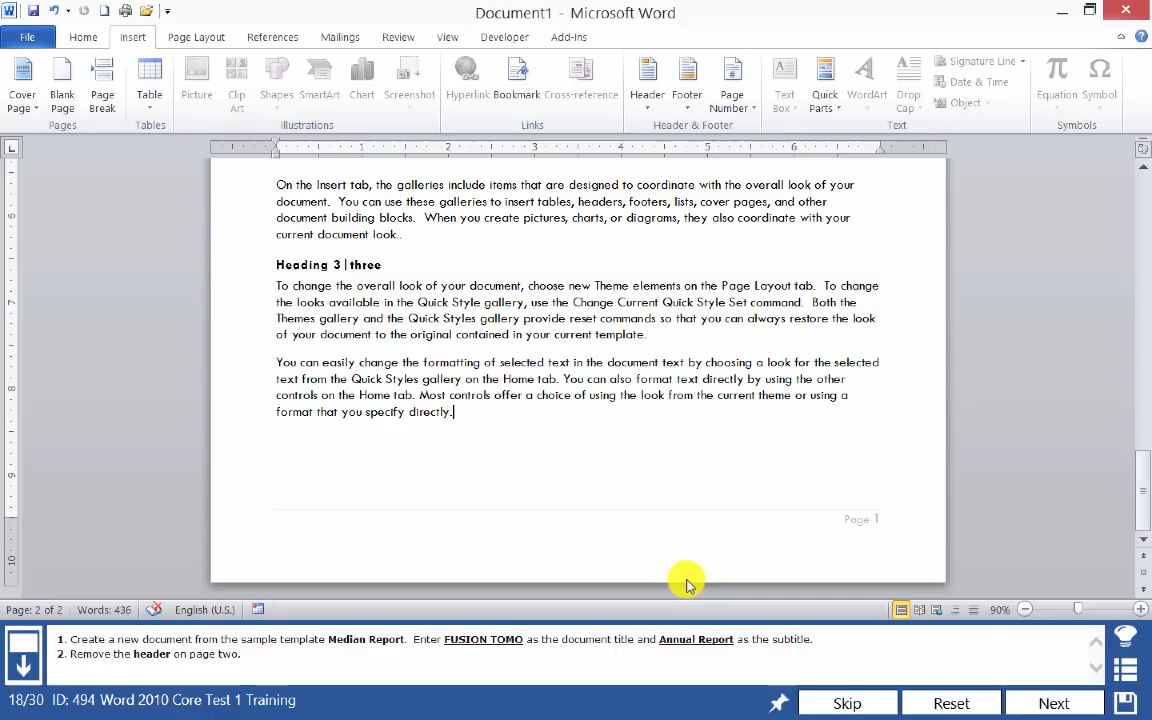 Document1 - Microsoft Word
File Home Insert Page Layout References Mailings Review View Developer Add-Ins
Cover Page Blank Page Page Break Table Picture Clip Art Shapes SmartArt Chart Screenshot Hyperlink Bookmark Cross-reference Header Footer Page Number Text Box Quick Parts WordArt Drop Cap Signature Line Date & Time Object Equation Symbol
Pages Tables Illustrations Links Header & Footer Text Symbols
1 2 3 4 5 6
On the Insert tab, the galleries include items that are designed to coordinate with the overall look of your
document. You can use these galleries to insert tables, headers, footers, lists, cover pages, and other
document building blocks. When you create pictures, charts, or diagrams, they also coordinate with your
current document look..
Heading 3|three
To change the overall look of your document, choose new Theme elements on the Page Layout tab. To change
the looks available in the Quick Style gallery, use the Change Current Quick Style Set command. Both the
Themes gallery and the Quick Styles gallery provide reset commands so that you can always restore the look
of your document to the original contained in your current template.
You can easily change the formatting of selected text in the document text by choosing a look for the selected
text from the Quick Styles gallery on the Home tab. You can also format text directly by using the other
controls on the Home tab. Most controls offer a choice of using the look from the current theme or using a
format that you specify directly.
Page 1
6
7
8
9
10
Page: 2 of 2 Words: 436 English (U.S.) 90%
1. Create a new document from the sample template Median Report. Enter FUSION TOMO as the document title and Annual Report as the subtitle.
2. Remove the header on page two.
18/30 ID: 494 Word 2010 Core Test 1 Training Skip Reset Next